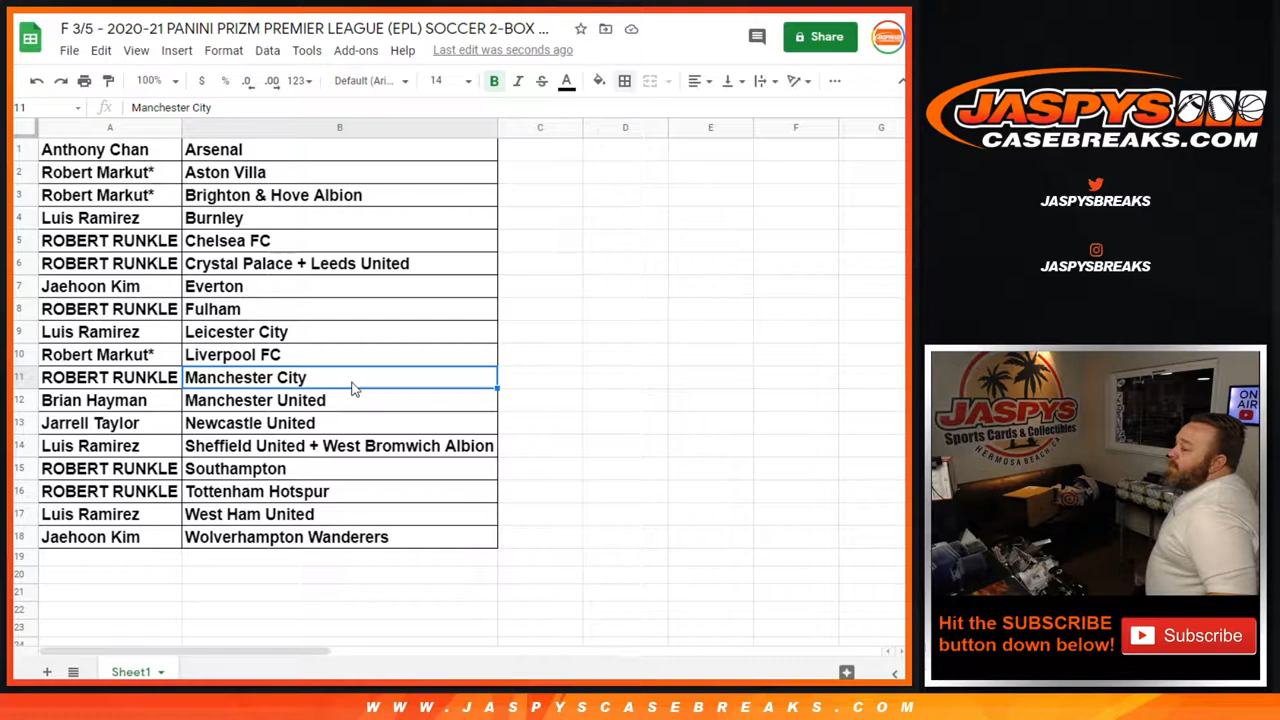 F 3/5 - 2020-21 PANINI PRIZM PREMIER LEAGUE (EPL) SOCCER 2-BOX ...
Share
File Edit View Insert Format Data Tools Add-ons Help Last edit was seconds ago
100% $ % .0 .00 123 Default (Ari... 14 B I S A
11 fx Manchester City
A B C D E F G
1 Anthony Chan Arsenal
2 Robert Markut* Aston Villa
3 Robert Markut* Brighton & Hove Albion
4 Luis Ramirez Burnley
5 ROBERT RUNKLE Chelsea FC
6 ROBERT RUNKLE Crystal Palace + Leeds United
7 Jaehoon Kim Everton
8 ROBERT RUNKLE Fulham
9 Luis Ramirez Leicester City
10 Robert Markut* Liverpool FC
11 ROBERT RUNKLE Manchester City
12 Brian Hayman Manchester United
13 Jarrell Taylor Newcastle United
14 Luis Ramirez Sheffield United + West Bromwich Albion
15 ROBERT RUNKLE Southampton
16 ROBERT RUNKLE Tottenham Hotspur
17 Luis Ramirez West Ham United
18 Jaehoon Kim Wolverhampton Wanderers
19
20
21
22
23
24
Sheet1
JASPYS
CASEBREAKS.COM
JASPYSBREAKS
JASPYSBREAKS
JASPYS
Sports Cards & Collectibles
HERMOSA BEACH, CA
ON AIR
Hit the SUBSCRIBE
button down below!
Subscribe
WWW.JASPYSCASEBREAKS.COM